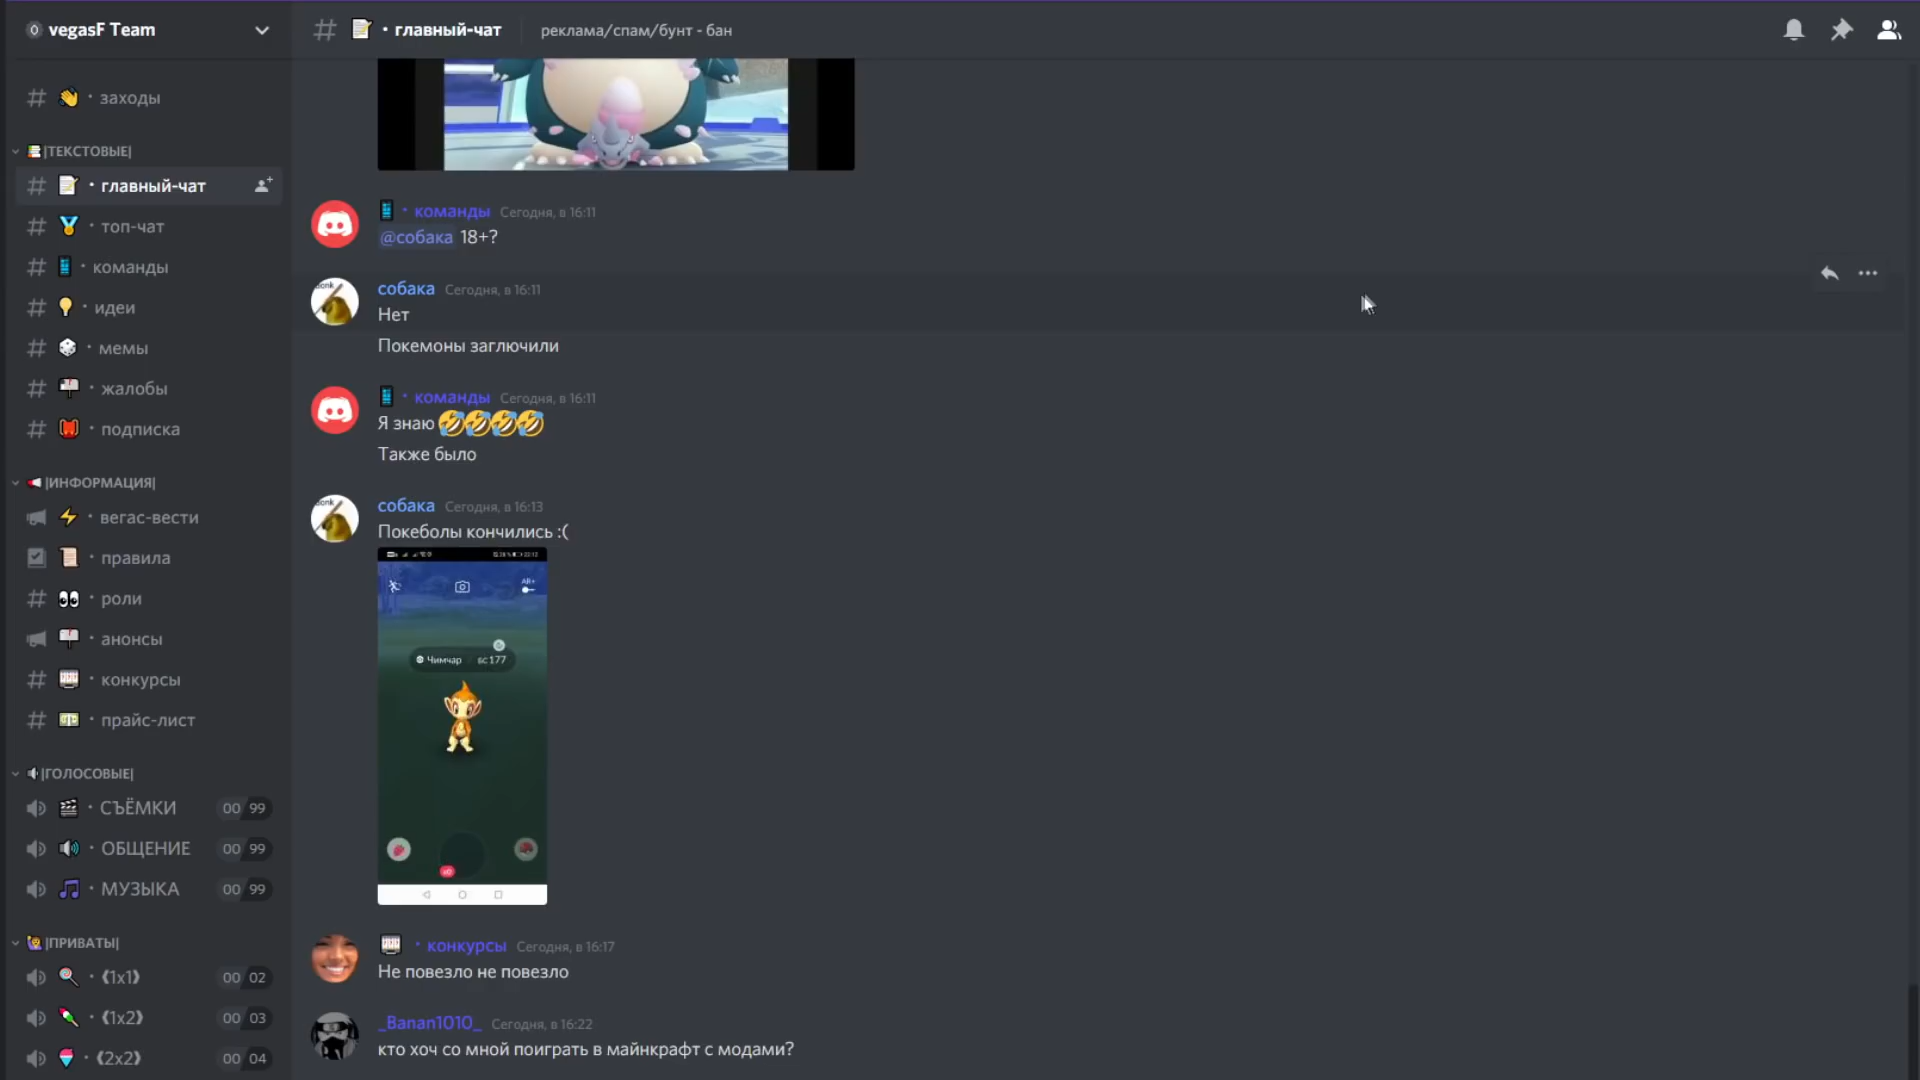 vegasF Team
• заходы
|ТЕКСТОВЫЕ|
• главный-чат
• топ-чат
• команды
• идеи
• мемы
• жалобы
• подписка
|ИНФОРМАЦИЯ|
• вегас-вести
• правила
• роли
• анонсы
• конкурсы
• прайс-лист
|ГОЛОСОВЫЕ|
• СЪЁМКИ 00 99
• ОБЩЕНИЕ 00 99
• МУЗЫКА 00 99
|ПРИВАТЫ|
• 《1x1》 00 02
• 《1x2》 00 03
• 《2x2》 00 04
• главный-чат реклама/спам/бунт - бан
• команды Сегодня, в 16:11
@собака 18+?
собака Сегодня, в 16:11
Нет
Покемоны заглючили
• команды Сегодня, в 16:11
Я знаю 🤣🤣🤣🤣
Также было
собака Сегодня, в 16:13
Покеболы кончились :(
AR+
Чимчар
177
x0
• конкурсы Сегодня, в 16:17
Не повезло не повезло
_Banan1010_ Сегодня, в 16:22
кто хоч со мной поиграть в майнкрафт с модами?